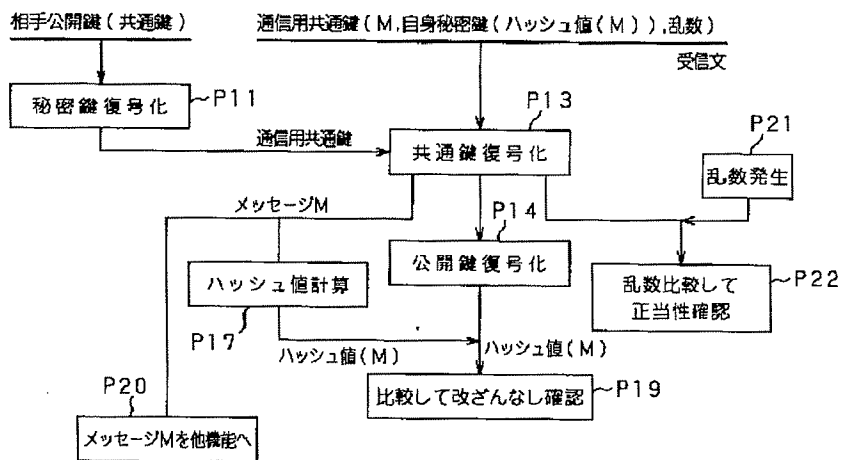 相手公開鍵(共通鍵)
通信用共通鍵(M,自身秘密鍵(ハッシュ値(M)),乱数)
受信文
秘密鍵復号化
P11
通信用共通鍵
P13
共通鍵復号化
P21
乱数発生
メッセージM
P14
公開鍵復号化
ハッシュ値計算
P17
乱数比較して
正当性確認
P22
ハッシュ値(M)
ハッシュ値(M)
P20
比較して改ざんなし確認
P19
メッセージMを他機能へ